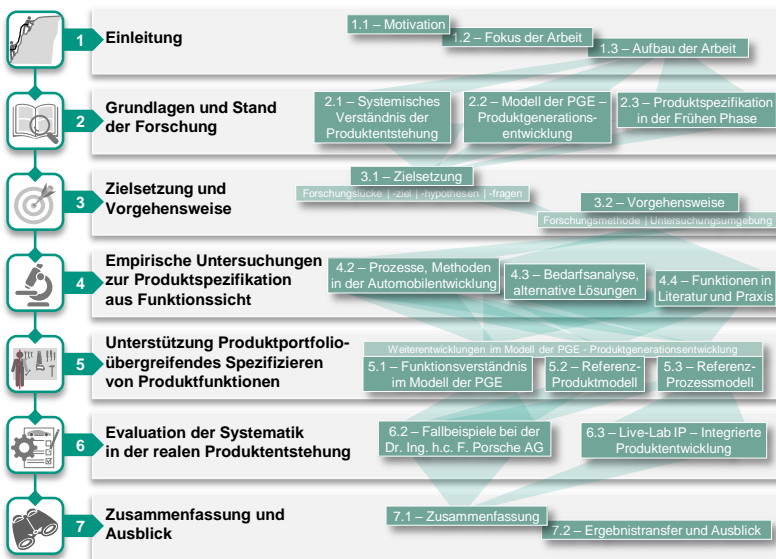 1
Einleitung
1.1 – Motivation
1.2 – Fokus der Arbeit
1.3 – Aufbau der Arbeit
2
Grundlagen und Stand
der Forschung
2.1 – Systemisches
Verständnis der
Produktentstehung
2.2 – Modell der PGE –
Produktgenerations-
entwicklung
2.3 – Produktspezifikation
in der Frühen Phase
3
Zielsetzung und
Vorgehensweise
3.1 – Zielsetzung
Forschungslücke | -ziel | -hypothesen | -fragen
3.2 – Vorgehensweise
Forschungsmethode | Untersuchungsumgebung
4
Empirische Untersuchungen
zur Produktspezifikation
aus Funktionssicht
4.2 – Prozesse, Methoden
in der Automobilentwicklung
4.3 – Bedarfsanalyse,
alternative Lösungen
4.4 – Funktionen in
Literatur und Praxis
5
Unterstützung Produktportfolio-
übergreifendes Spezifizieren
von Produktfunktionen
Weiterentwicklungen im Modell der PGE - Produktgenerationsentwicklung
5.1 – Funktionsverständnis
im Modell der PGE
5.2 – Referenz-
Produktmodell
5.3 – Referenz-
Prozessmodell
6
Evaluation der Systematik
in der realen Produktentstehung
6.2 – Fallbeispiele bei der
Dr. Ing. h.c. F. Porsche AG
6.3 – Live-Lab IP – Integrierte
Produktentwicklung
7
Zusammenfassung und
Ausblick
7.1 – Zusammenfassung
7.2 – Ergebnistransfer und Ausblick